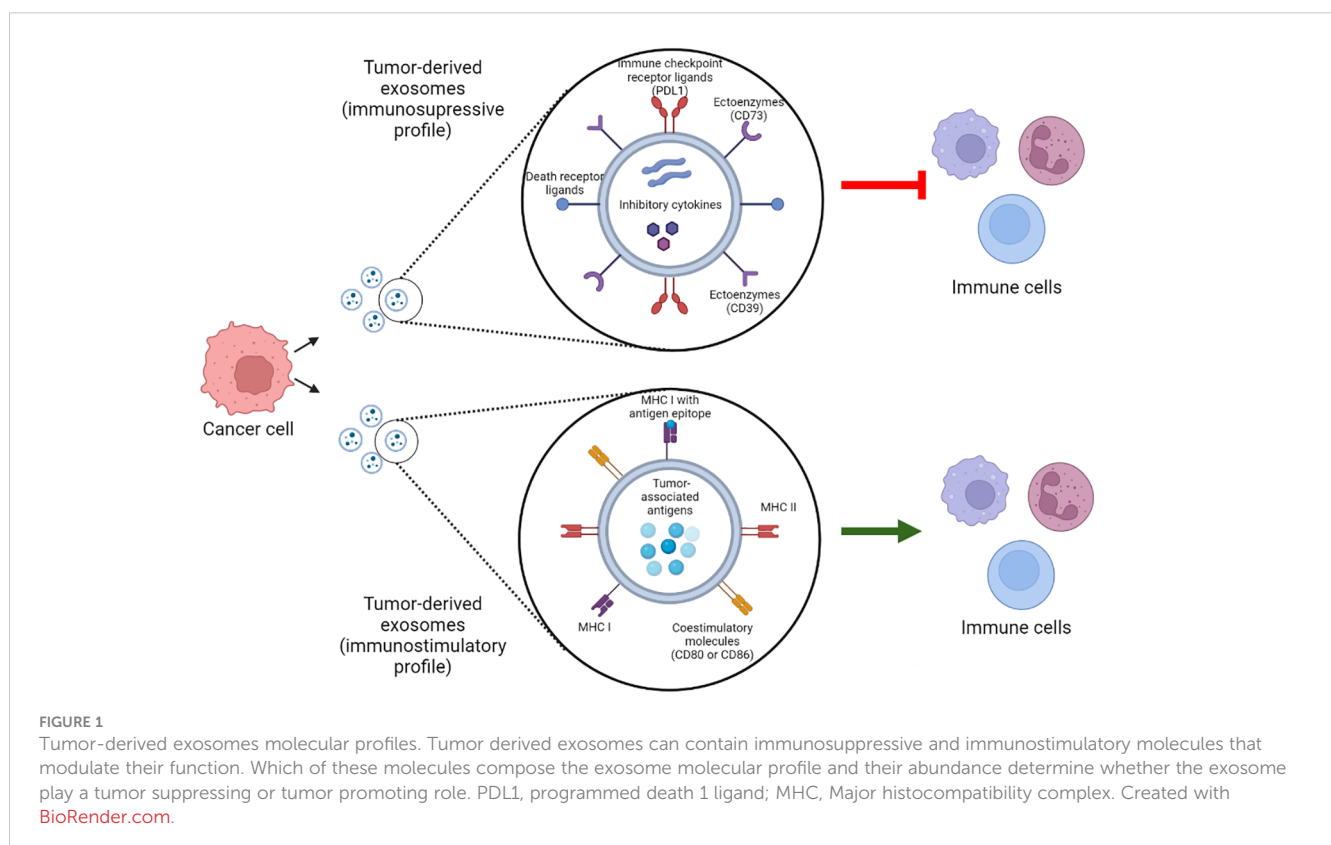 Tumor-derived
exosomes
(immunosupressive
profile)
Immune checkpoint
receptor ligands
(PDL1)
Ectoenzymes
(CD73)
Death receptor
ligands
Inhibitory cytokines
Ectoenzymes
(CD39)
Immune cells
Cancer cell
MHC I with
antigen epitope
Tumor-
associated
antigens
MHC II
MHC I
Coestimulatory
molecules
(CD80 or CD86)
Tumor-derived
exosomes
(immunostimulatory
profile)
Immune cells
FIGURE 1
Tumor-derived exosomes molecular profiles. Tumor derived exosomes can contain immunosuppressive and immunostimulatory molecules that
modulate their function. Which of these molecules compose the exosome molecular profile and their abundance determine whether the exosome
play a tumor suppressing or tumor promoting role. PDL1, programmed death 1 ligand; MHC, Major histocompatibility complex. Created with
BioRender.com.